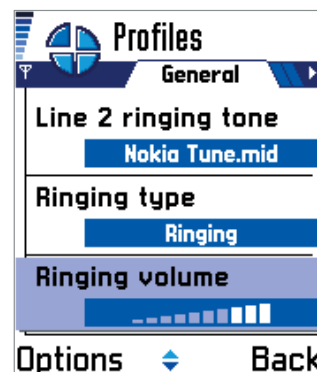 Profiles
General
Line 2 ringing tone
Nokia Tune.mid
Ringing type
Ringing
Ringing volume
Options Back